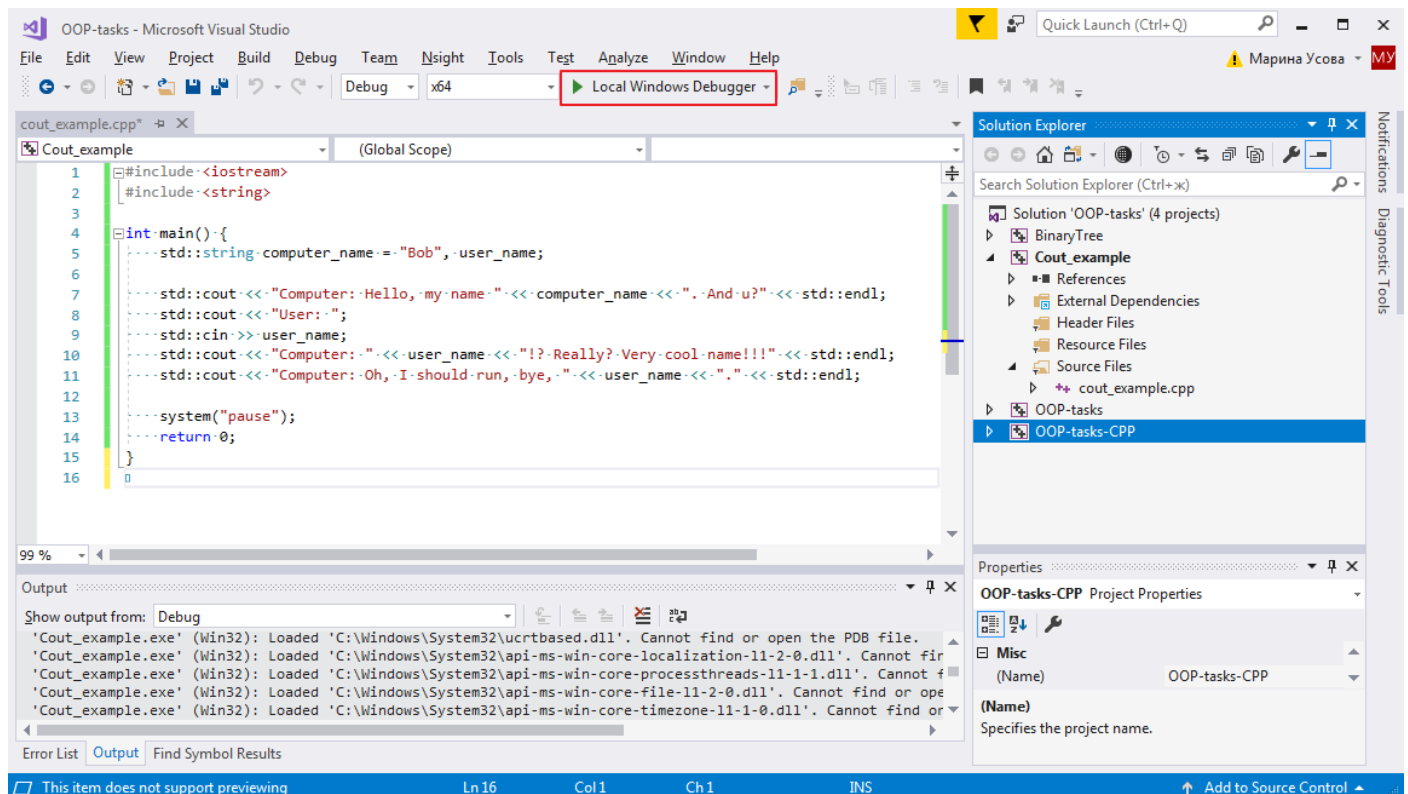 OOP-tasks - Microsoft Visual Studio
Quick Launch (Ctrl+Q)
File Edit View Project Build Debug Team Nsight Tools Test Analyze Window Help
Марина Усова МУ
Debug x64 Local Windows Debugger
cout_example.cpp*
Cout_example (Global Scope)
1 #include <iostream>
2 #include <string>
3
4 int main() {
5 std::string computer_name = "Bob", user_name;
6
7 std::cout << "Computer: Hello, my name " << computer_name << ". And u?" << std::endl;
8 std::cout << "User: ";
9 std::cin >> user_name;
10 std::cout << "Computer: " << user_name << "!? Really? Very cool name!!!" << std::endl;
11 std::cout << "Computer: Oh, I should run, bye, " << user_name << "." << std::endl;
12
13 system("pause");
14 return 0;
15 }
16
99 %
Output
Show output from: Debug
'Cout_example.exe' (Win32): Loaded 'C:\Windows\System32\ucrtbased.dll'. Cannot find or open the PDB file.
'Cout_example.exe' (Win32): Loaded 'C:\Windows\System32\api-ms-win-core-localization-l1-2-0.dll'. Cannot fin
'Cout_example.exe' (Win32): Loaded 'C:\Windows\System32\api-ms-win-core-processthreads-l1-1-1.dll'. Cannot f
'Cout_example.exe' (Win32): Loaded 'C:\Windows\System32\api-ms-win-core-file-l1-2-0.dll'. Cannot find or ope
'Cout_example.exe' (Win32): Loaded 'C:\Windows\System32\api-ms-win-core-timezone-l1-1-0.dll'. Cannot find or
Error List Output Find Symbol Results
Solution Explorer
Search Solution Explorer (Ctrl+ж)
Solution 'OOP-tasks' (4 projects)
BinaryTree
Cout_example
References
External Dependencies
Header Files
Resource Files
Source Files
cout_example.cpp
OOP-tasks
OOP-tasks-CPP
Properties
OOP-tasks-CPP Project Properties
Misc
(Name) OOP-tasks-CPP
(Name)
Specifies the project name.
Notifications
Diagnostic Tools
This item does not support previewing Ln 16 Col 1 Ch 1 INS Add to Source Control